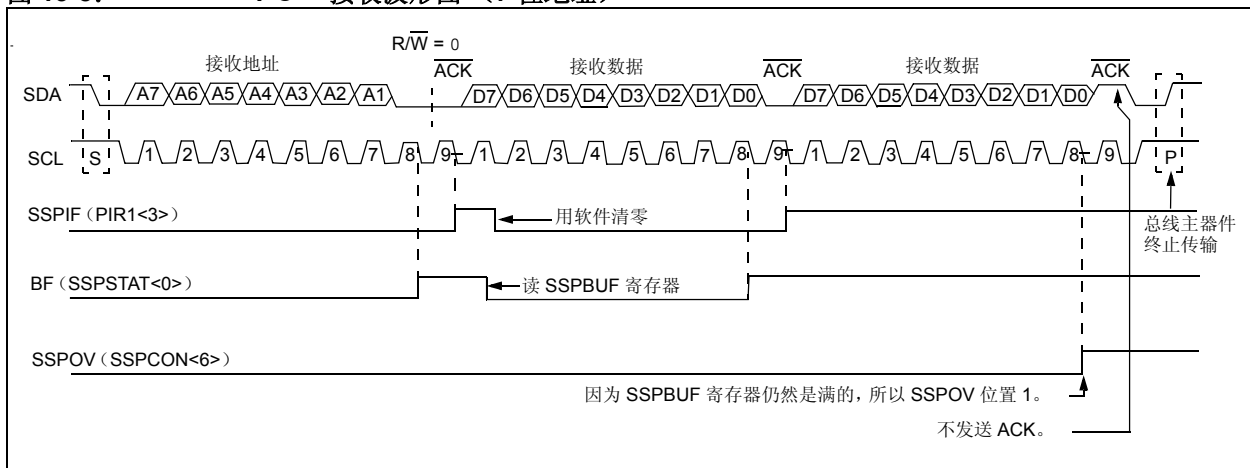 R/W = 0
接收地址
ACK
接收数据
ACK
接收数据
ACK
SDA
A7 A6 A5 A4 A3 A2 A1
D7 D6 D5 D4 D3 D2 D1 D0
D7 D6 D5 D4 D3 D2 D1 D0
SCL
S
1 2 3 4 5 6 7 8 9
1 2 3 4 5 6 7 8 9
1 2 3 4 5 6 7 8 9
P
SSPIF（PIR1<3>）
用软件清零
总线主器件
终止传输
BF（SSPSTAT<0>）
读 SSPBUF 寄存器
SSPOV（SSPCON<6>）
因为 SSPBUF 寄存器仍然是满的，所以 SSPOV 位置 1。
不发送 ACK。